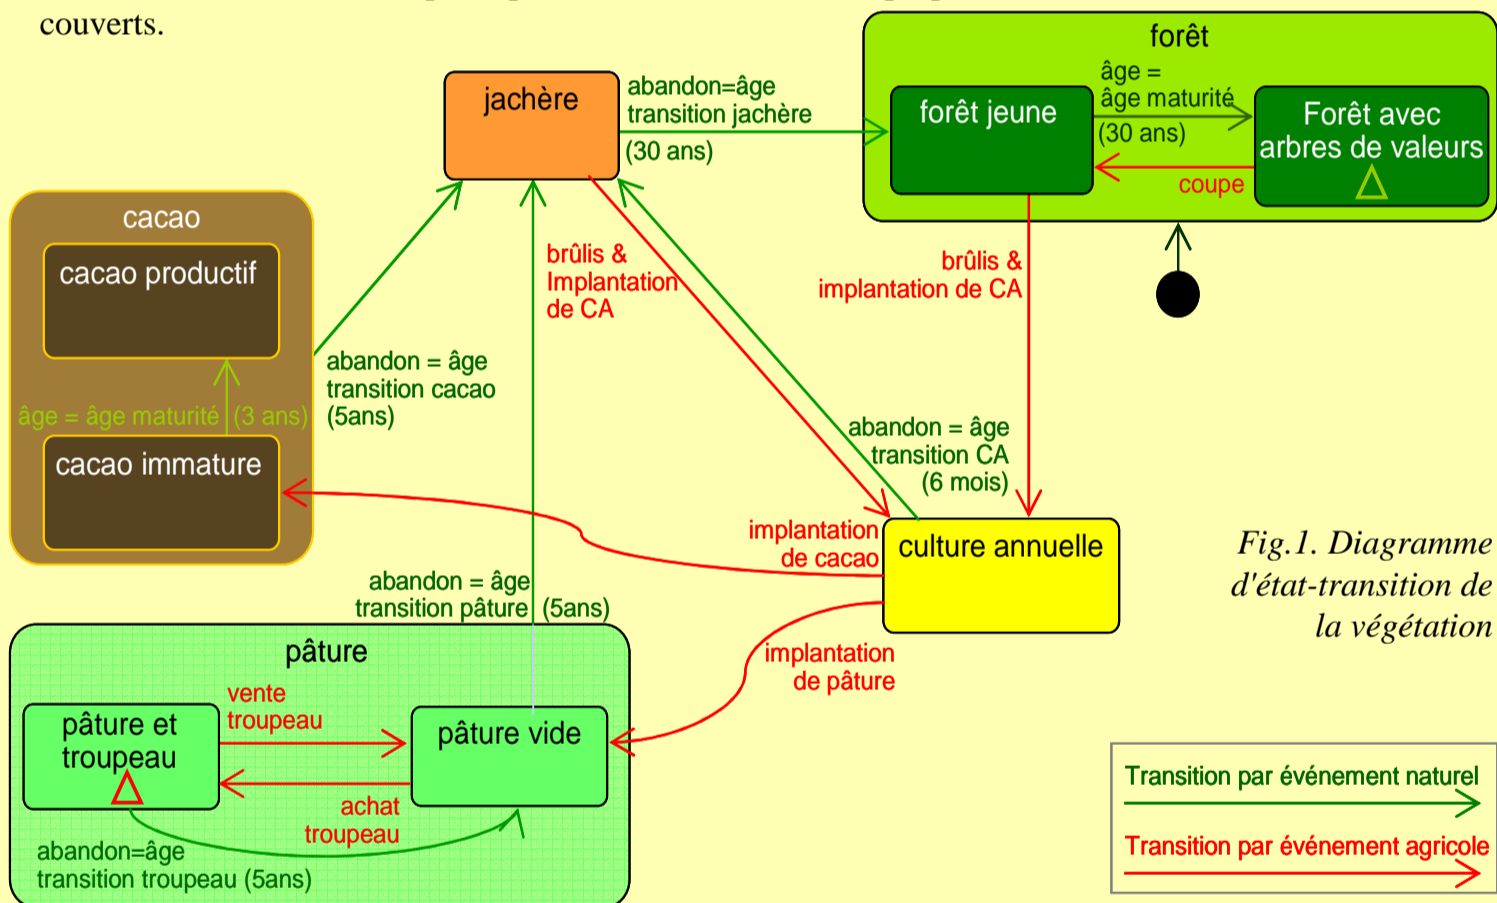 couverts.
forêt
jachère
abandon=âge
transition jachère
(30 ans)
forêt jeune
âge =
âge maturité
(30 ans)
Forêt avec
arbres de valeurs
coupe
cacao
cacao productif
âge = âge maturité (3 ans)
cacao immature
abandon = âge
transition cacao
(5ans)
brûlis &
Implantation
de CA
brûlis &
implantation de CA
abandon = âge
transition CA
(6 mois)
implantation
de cacao
culture annuelle
Fig.1. Diagramme
d'état-transition de
la végétation
abandon = âge
transition pâture (5ans)
implantation
de pâture
pâture
pâture et
troupeau
vente
troupeau
pâture vide
achat
troupeau
abandon=âge
transition troupeau (5ans)
Transition par événement naturel
Transition par événement agricole